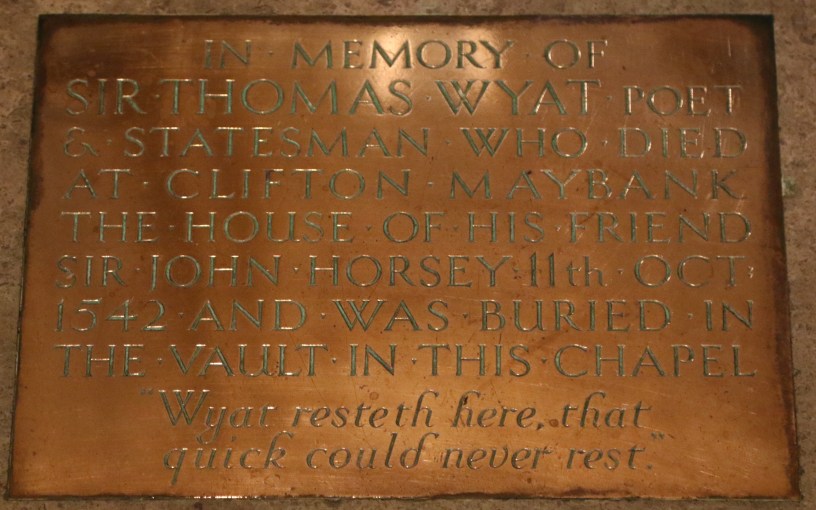 IN · MEMORY · OF
SIR · THOMAS · WYAT · POET
& · STATESMAN · WHO · DIED
AT · CLIFTON · MAYBANK
THE · HOUSE · OF · HIS · FRIEND
SIR · JOHN · HORSEY · 11th · OCT:
1542 · AND · WAS · BURIED · IN
THE · VAULT · IN · THIS · CHAPEL
"Wyat resteth here, that
quick could never rest."